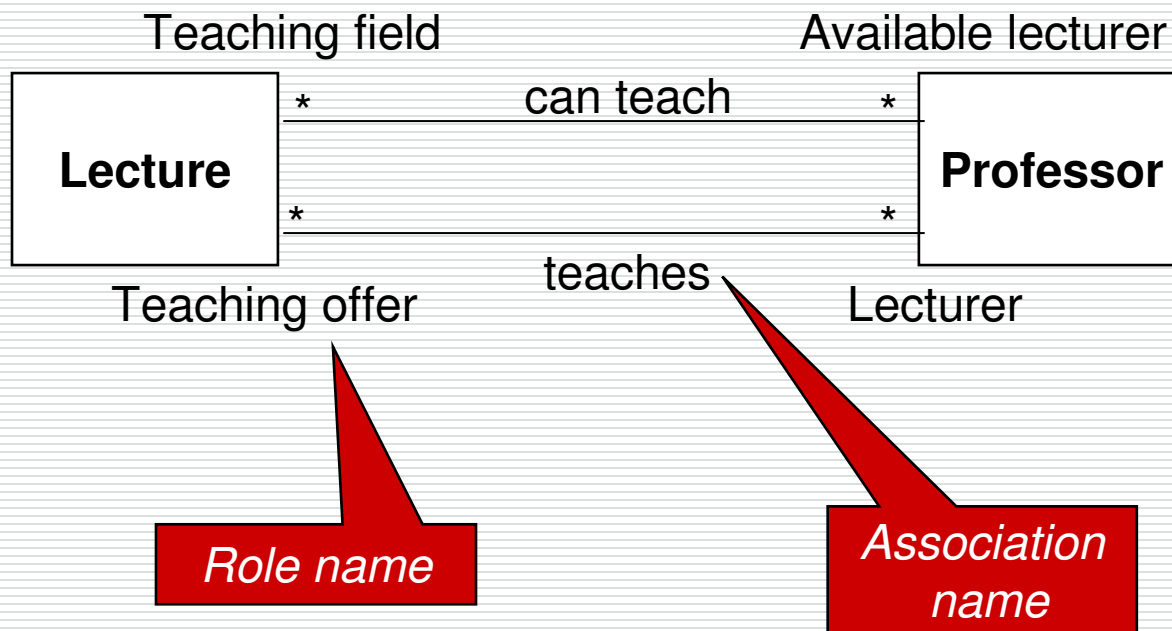 Teaching field
Available lecturer
*
can teach
*
Lecture
Professor
*
*
teaches
Teaching offer
Lecturer
Role name
Association
name